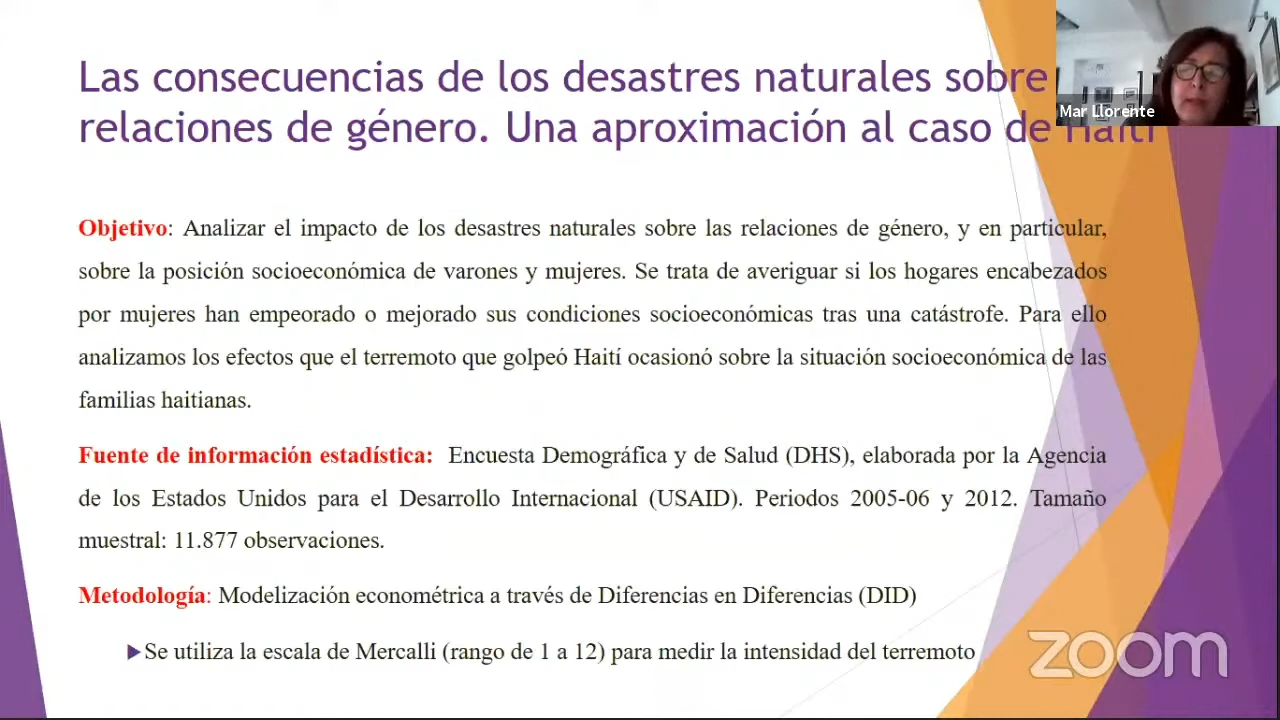 Las consecuencias de los desastres naturales sobre
relaciones de género. Una aproximación al caso de Haití
Mar Llorente
Objetivo: Analizar el impacto de los desastres naturales sobre las relaciones de género, y en particular,
sobre la posición socioeconómica de varones y mujeres. Se trata de averiguar si los hogares encabezados
por mujeres han empeorado o mejorado sus condiciones socioeconómicas tras una catástrofe. Para ello
analizamos los efectos que el terremoto que golpeó Haití ocasionó sobre la situación socioeconómica de las
familias haitianas.
Fuente de información estadística: Encuesta Demográfica y de Salud (DHS), elaborada por la Agencia
de los Estados Unidos para el Desarrollo Internacional (USAID). Periodos 2005-06 y 2012. Tamaño
muestral: 11.877 observaciones.
Metodología: Modelización econométrica a través de Diferencias en Diferencias (DID)
Se utiliza la escala de Mercalli (rango de 1 a 12) para medir la intensidad del terremoto
zoom